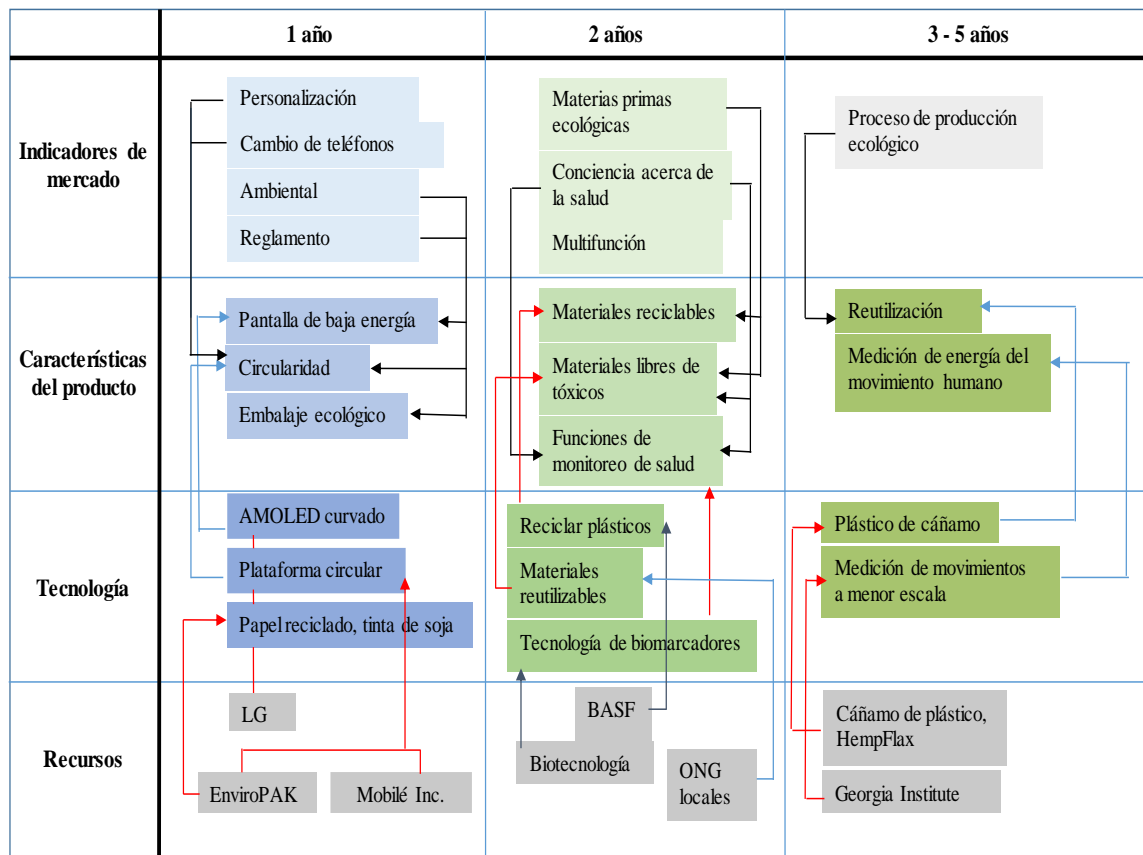 1 año
2 años
3 - 5 años
Indicadores de
mercado
Personalización
Cambio de teléfonos
Ambiental
Reglamento
Materias primas
ecológicas
Conciencia acerca de
la salud
Multifunción
Proceso de producción
ecológico
Característícas
del producto
Pantalla de baja energía
Circularidad
Embalaje ecológico
Materiales reciclables
Materiales libres de
tóxicos
Funciones de
monitoreo de salud
Reutilización
Medición de energía del
movimiento humano
Tecnología
AMOLED curvado
Plataforma circular
Papel reciclado, tinta de soja
Reciclar plásticos
Materiales
reutilizables
Tecnología de biomarcadores
Plástico de cáñamo
Medición de movimientos
a menor escala
Recursos
LG
EnviroPAK
Mobilé Inc.
BASF
Biotecnología
ONG
locales
Cáñamo de plástico,
HempFlax
Georgia Institute